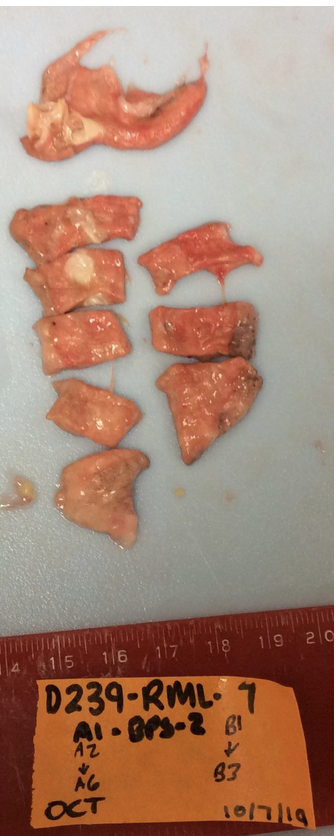 14 15 16 17 18 19 20
D239-RML-7
A1-BPS-2 B1
A2 ↓
↓ B3
A6
OCT 10/7/19